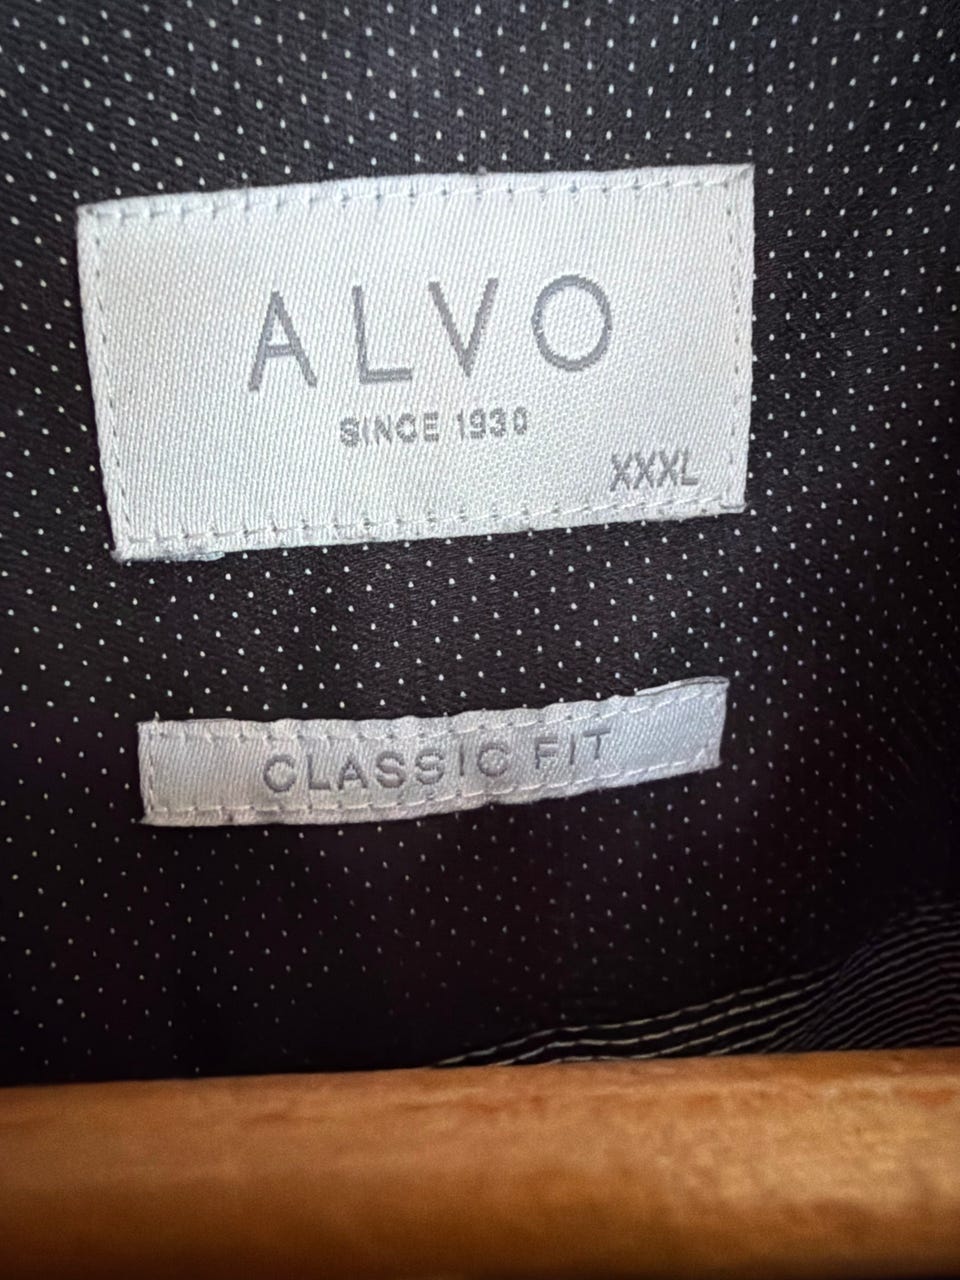 ALVO
SINCE 1930
XXXL
CLASSIC FIT